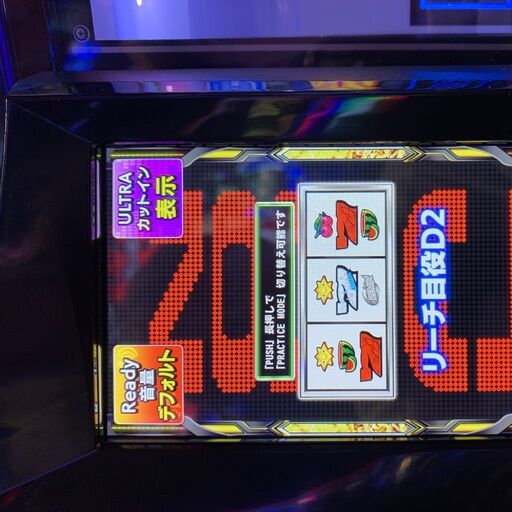 Ready
音量
デフォルト
ULTRA
カットイン
表示
「PUSH」長押しで
「PRACTICE MODE」切り替え可能です
リーチ目役D2